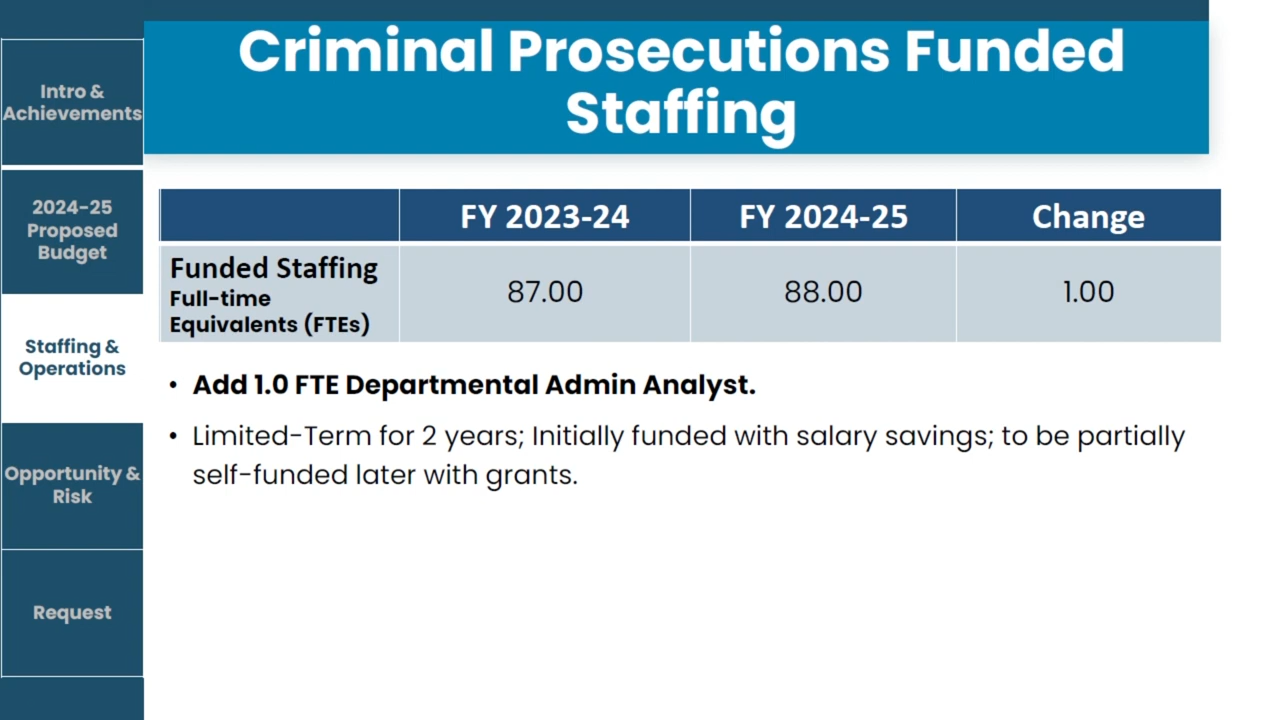 Criminal Prosecutions Funded
Staffing
Intro &
Achievements
2024-25
Proposed
Budget
Staffing &
Operations
Opportunity &
Risk
Request
FY 2023-24
FY 2024-25
Change
Funded Staffing
Full-time
Equivalents (FTEs)
87.00
88.00
1.00
• Add 1.0 FTE Departmental Admin Analyst.
• Limited-Term for 2 years; Initially funded with salary savings; to be partially
self-funded later with grants.